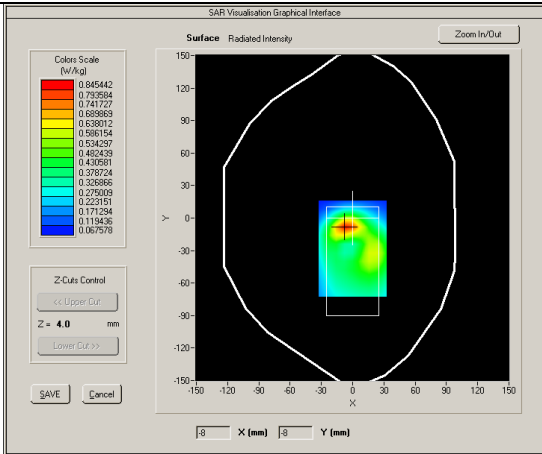 SAR Visualisation Graphical Interface
Surface Radiated Intensity
Zoom In/Out
Colors Scale
(W/kg)
0.845442
0.793584
0.741727
0.689869
0.638012
0.586154
0.534297
0.482439
0.430581
0.378724
0.326866
0.275009
0.223151
0.171294
0.119436
0.067578
Z-Cuts Control
<< Upper Cut
Z = 4.0 mm
Lower Cut >>
SAVE Cancel
150
120
90
60
30
0
-30
-60
-90
-120
-150
Y
-150 -120 -90 -60 -30 0 30 60 90 120 150
X
-8 X (mm) -8 Y (mm)